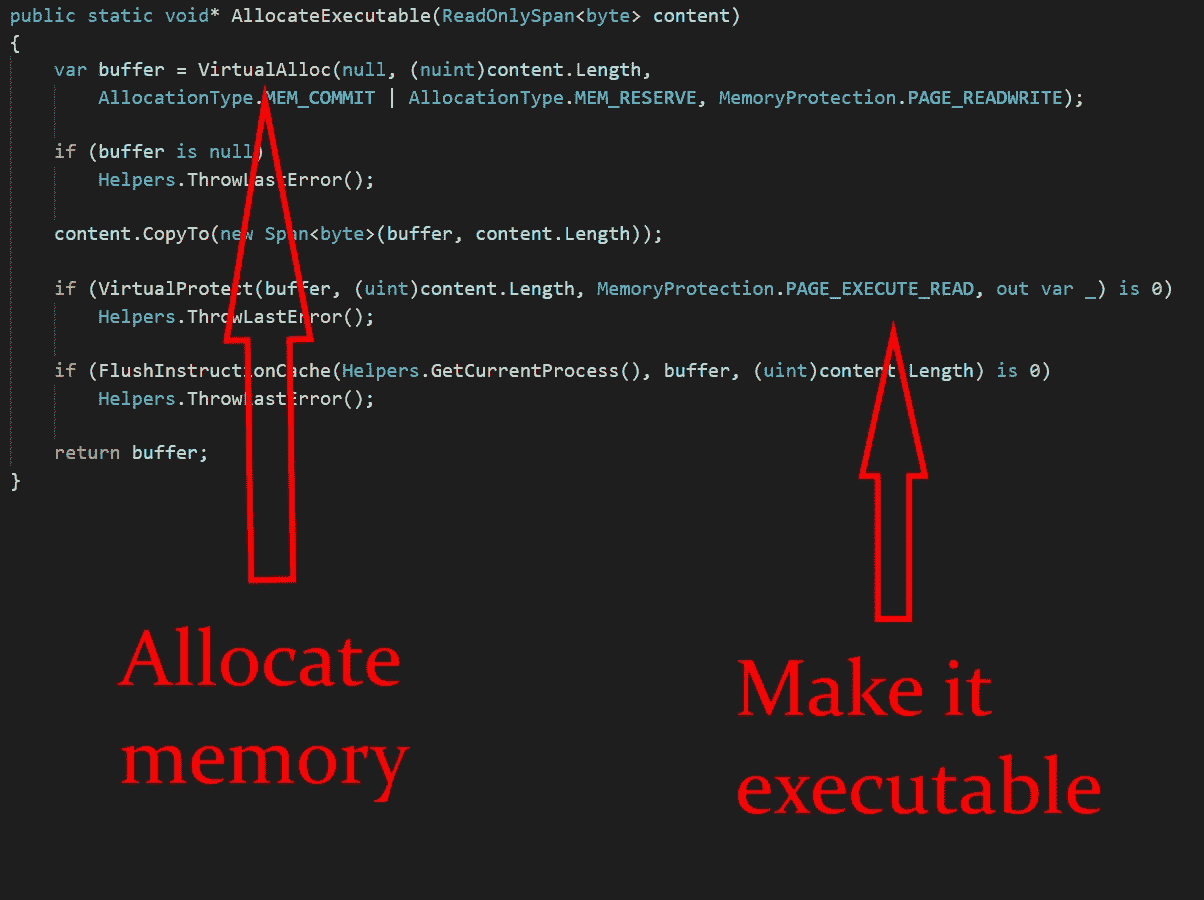 public static void* AllocateExecutable(ReadOnlySpan<byte> content)
{
var buffer = VirtualAlloc(null, (nuint)content.Length,
AllocationType.MEM_COMMIT | AllocationType.MEM_RESERVE, MemoryProtection.PAGE_READWRITE);
if (buffer is null)
Helpers.ThrowLastError();
content.CopyTo(new Span<byte>(buffer, content.Length));
if (VirtualProtect(buffer, (uint)content.Length, MemoryProtection.PAGE_EXECUTE_READ, out var _) is 0)
Helpers.ThrowLastError();
if (FlushInstructionCache(Helpers.GetCurrentProcess(), buffer, (uint)content.Length) is 0)
Helpers.ThrowLastError();
return buffer;
}
Allocate
memory
Make it
executable